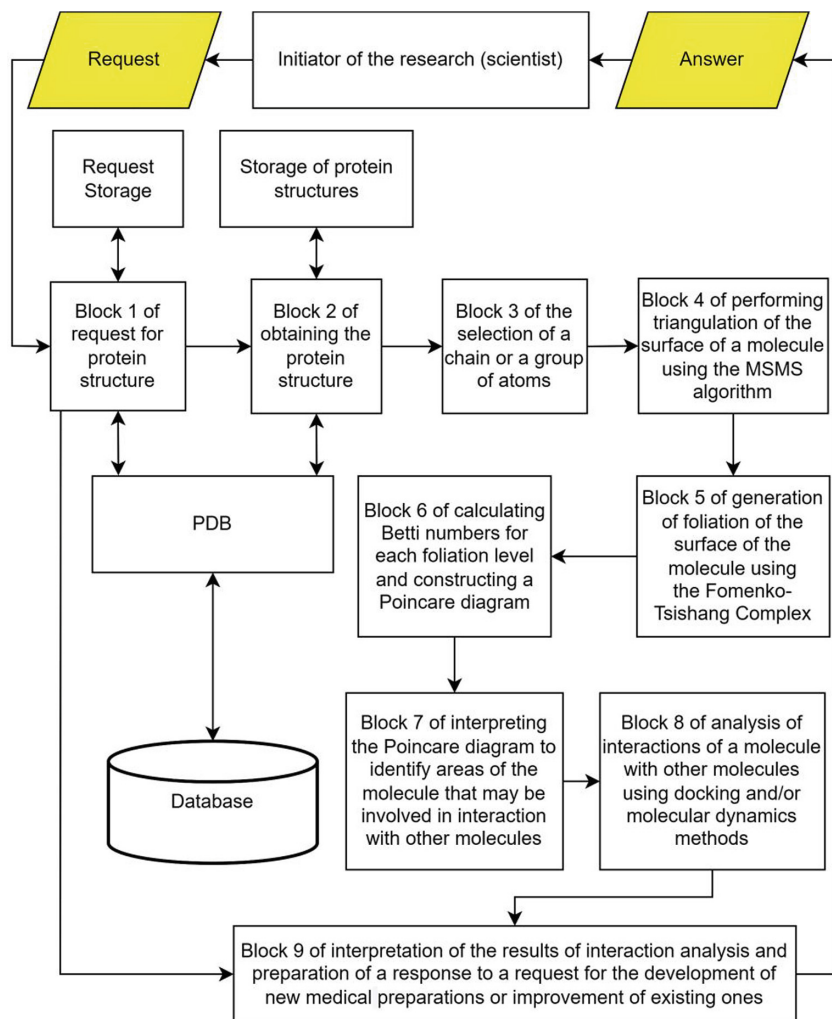 Request
Initiator of the research (scientist)
Answer
Request
Storage
Storage of protein
structures
Block 1 of
request for
protein
structure
Block 2 of
obtaining the
protein
structure
Block 3 of the
selection of a
chain or a group
of atoms
Block 4 of performing
triangulation of the
surface of a molecule
using the MSMS
algorithm
PDB
Block 6 of calculating
Betti numbers for
each foliation level
and constructing a
Poincare diagram
Block 5 of generation
of foliation of the
surface of the
molecule using
the Fomenko-
Tsishang Complex
Database
Block 7 of interpreting
the Poincare diagram to
identify areas of the
molecule that may be
involved in interaction
with other molecules
Block 8 of analysis of
interactions of a molecule
with other molecules
using docking and/or
molecular dynamics
methods
Block 9 of interpretation of the results of interaction analysis and
preparation of a response to a request for the development of
new medical preparations or improvement of existing ones